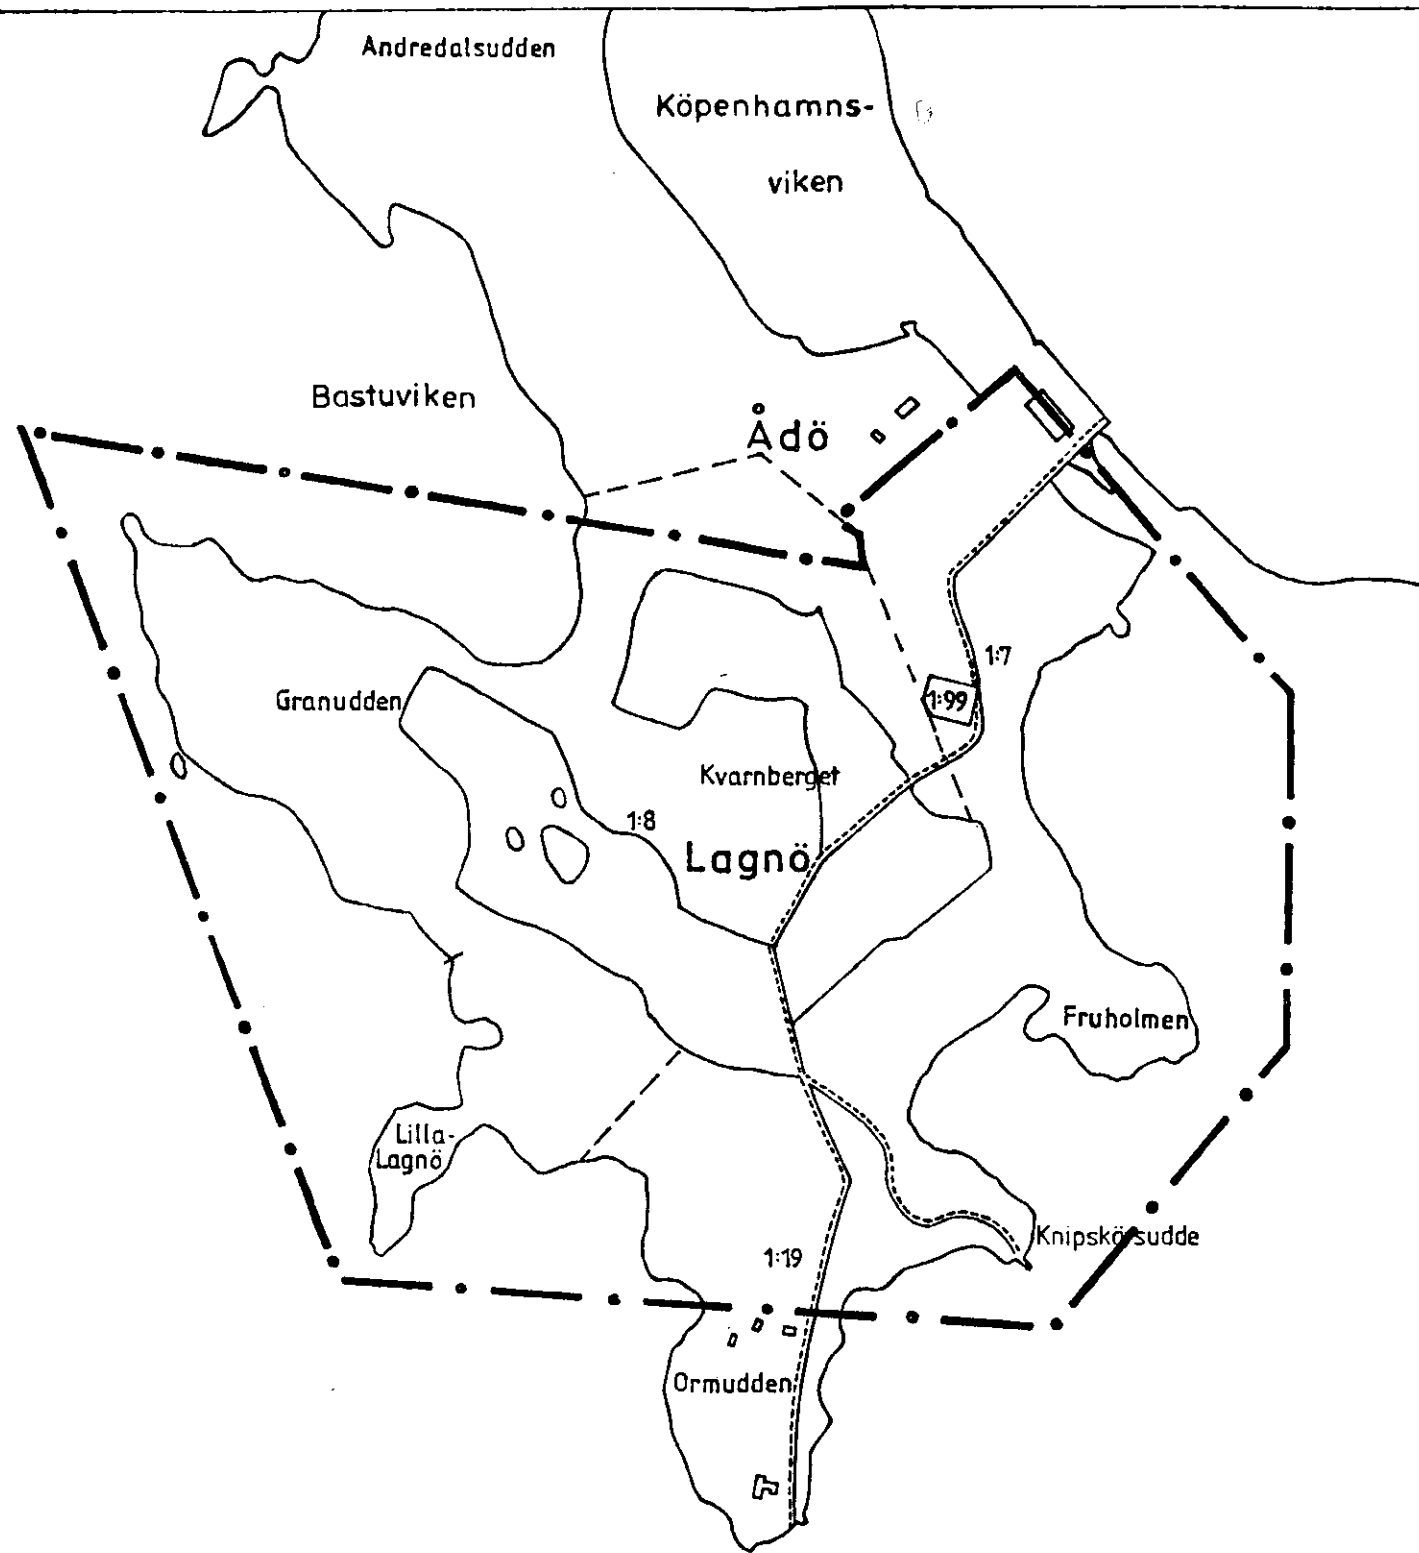 Andredalsudden
Köpenhamns-
viken
Bastuviken
Ådö
1:7
Granudden
1:99
Kvarnberget
1:8
Lagnö
Fruholmen
Lilla-
Lagnö
Knipskärsudde
1:19
Ormudden